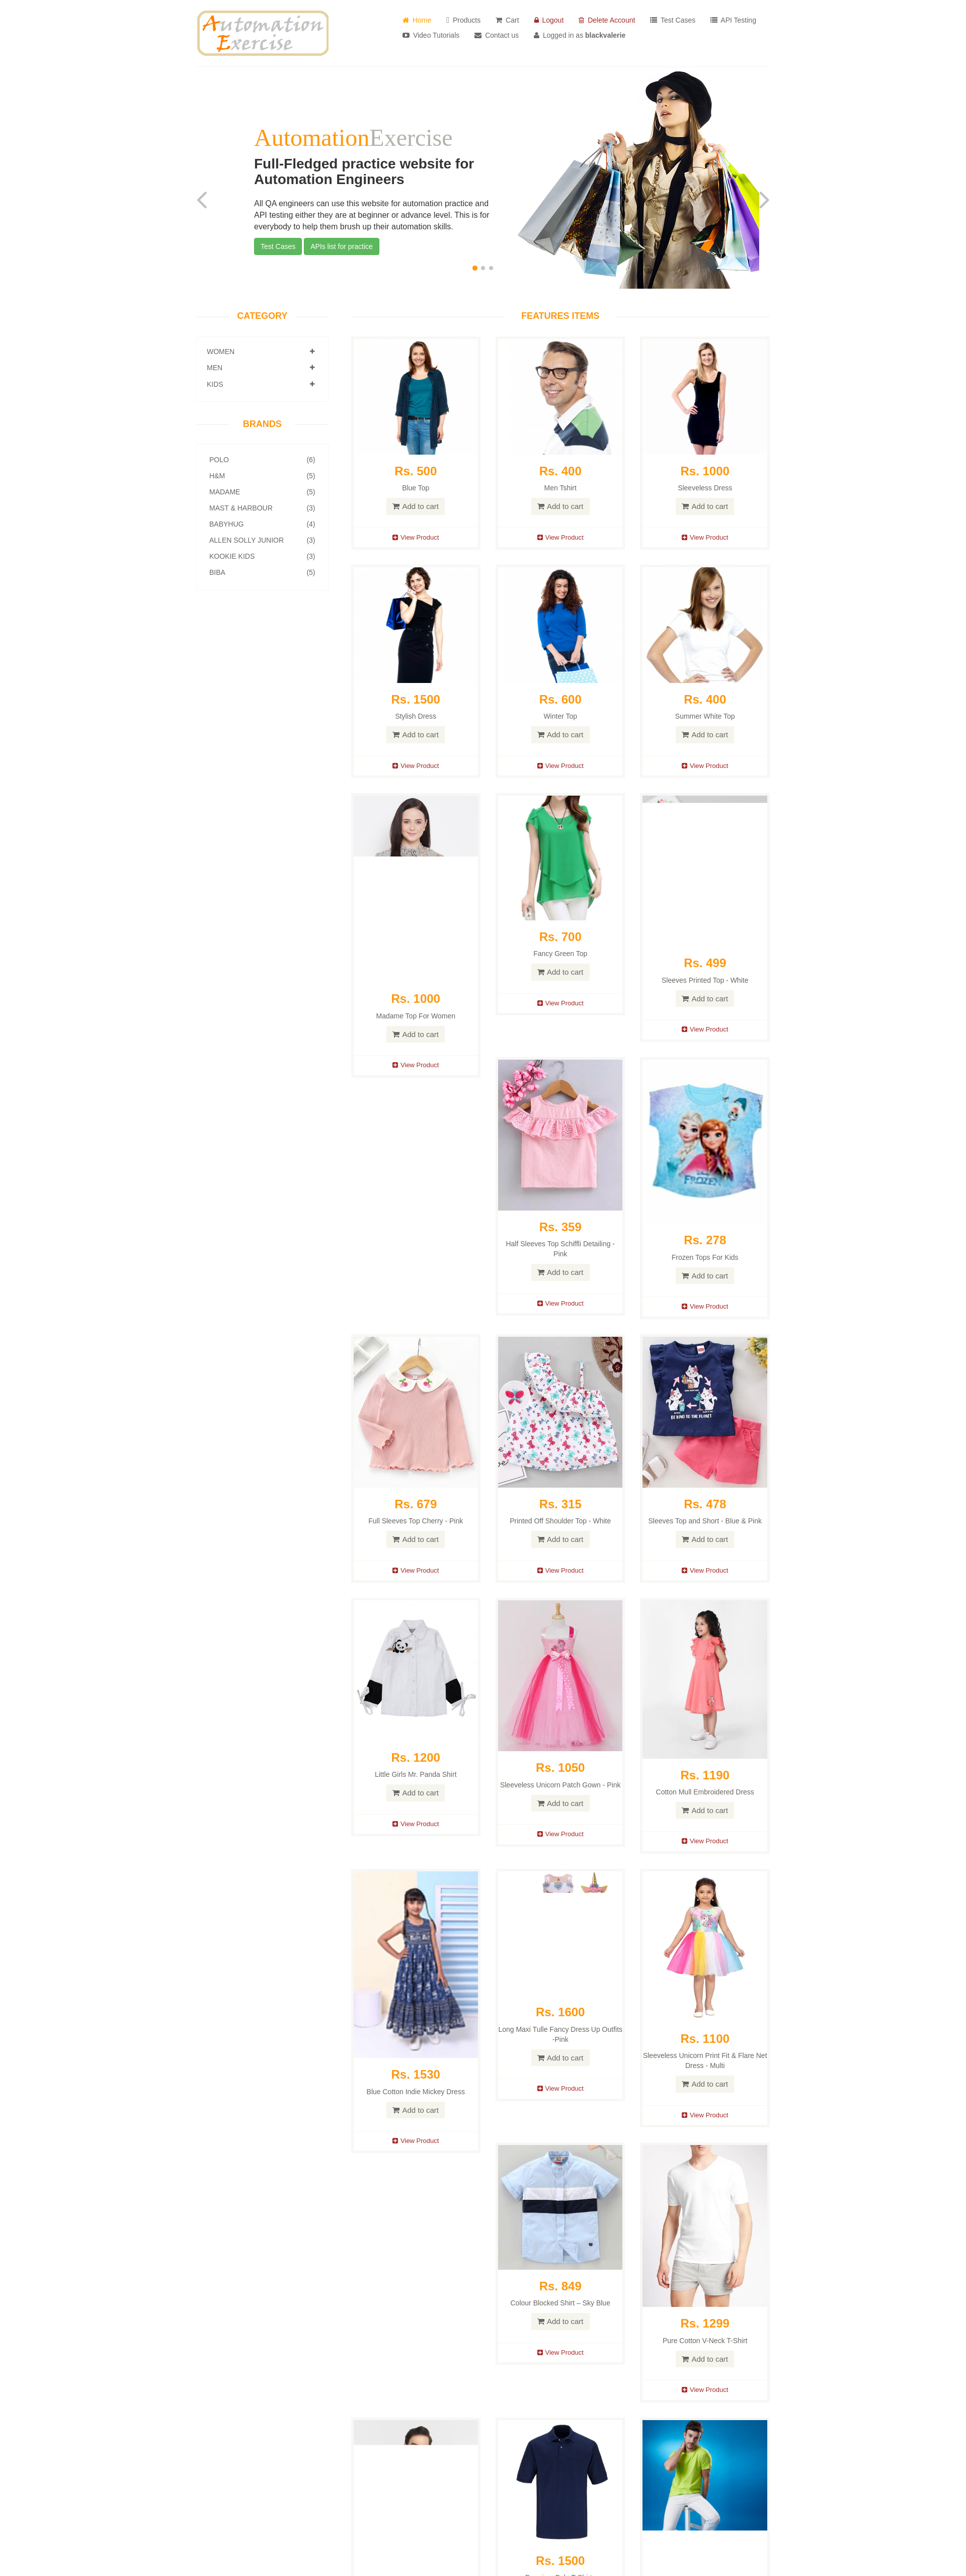 Automation
Exercise
Home
Products
Cart
Logout
Delete Account
Test Cases
API Testing
Video Tutorials
Contact us
Logged in as blackvalerie
AutomationExercise
Full-Fledged practice website for
Automation Engineers
All QA engineers can use this website for automation practice and
API testing either they are at beginner or advance level. This is for
everybody to help them brush up their automation skills.
Test Cases
APIs list for practice
CATEGORY
WOMEN
MEN
KIDS
BRANDS
POLO (6)
H&M (5)
MADAME (5)
MAST & HARBOUR (3)
BABYHUG (4)
ALLEN SOLLY JUNIOR (3)
KOOKIE KIDS (3)
BIBA (5)
FEATURES ITEMS
Rs. 500
Blue Top
Add to cart
View Product
Rs. 400
Men Tshirt
Add to cart
View Product
Rs. 1000
Sleeveless Dress
Add to cart
View Product
Rs. 1500
Stylish Dress
Add to cart
View Product
Rs. 600
Winter Top
Add to cart
View Product
Rs. 400
Summer White Top
Add to cart
View Product
Rs. 1000
Madame Top For Women
Add to cart
View Product
Rs. 700
Fancy Green Top
Add to cart
View Product
Rs. 499
Sleeves Printed Top - White
Add to cart
View Product
Rs. 359
Half Sleeves Top Schiffli Detailing -
Pink
Add to cart
View Product
FROZEN
Rs. 278
Frozen Tops For Kids
Add to cart
View Product
Rs. 679
Full Sleeves Top Cherry - Pink
Add to cart
View Product
Rs. 315
Printed Off Shoulder Top - White
Add to cart
View Product
BE KIND TO THE PLANET
Rs. 478
Sleeves Top and Short - Blue & Pink
Add to cart
View Product
Rs. 1200
Little Girls Mr. Panda Shirt
Add to cart
View Product
Rs. 1050
Sleeveless Unicorn Patch Gown - Pink
Add to cart
View Product
Rs. 1190
Cotton Mull Embroidered Dress
Add to cart
View Product
Rs. 1530
Blue Cotton Indie Mickey Dress
Add to cart
View Product
Rs. 1600
Long Maxi Tulle Fancy Dress Up Outfits
-Pink
Add to cart
View Product
Rs. 1100
Sleeveless Unicorn Print Fit & Flare Net
Dress - Multi
Add to cart
View Product
Rs. 849
Colour Blocked Shirt – Sky Blue
Add to cart
View Product
Rs. 1299
Pure Cotton V-Neck T-Shirt
Add to cart
View Product
Rs. 1500